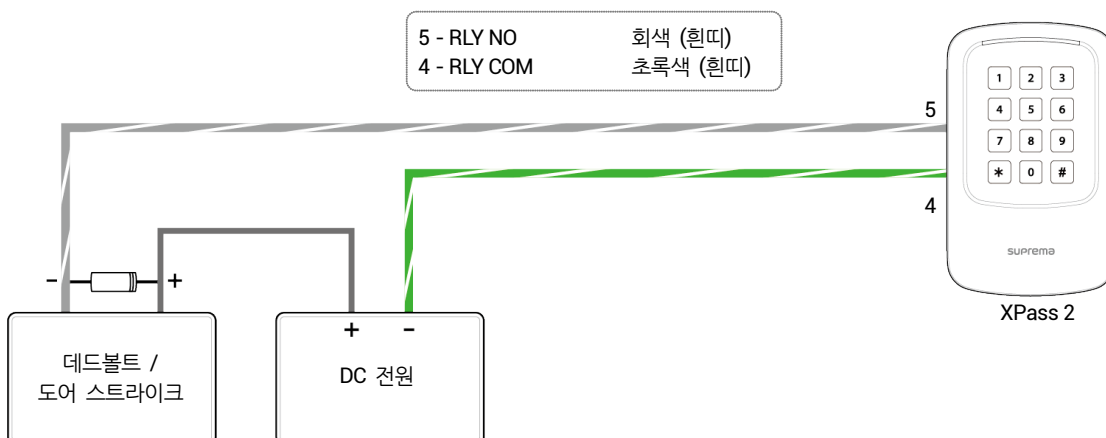 5 - RLY NO 회색 (흰띠)
4 - RLY COM 초록색 (흰띠)
5
4
1 2 3
4 5 6
7 8 9
* 0 #
suprema
XPass 2
- +
+ -
데드볼트 /
도어 스트라이크
DC 전원